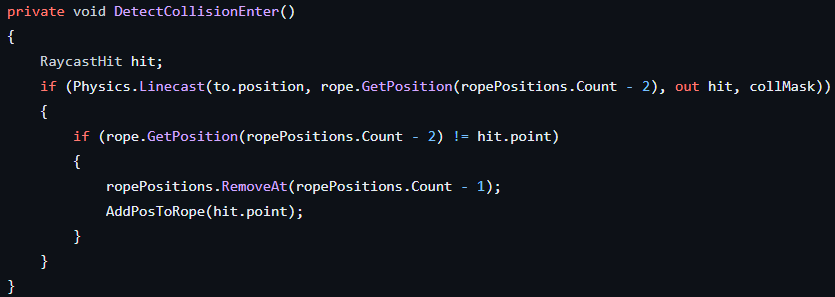 private void DetectCollisionEnter()
{
    RaycastHit hit;
    if (Physics.Linecast(to.position, rope.GetPosition(ropePositions.Count - 2), out hit, collMask))
    {
        if (rope.GetPosition(ropePositions.Count - 2) != hit.point)
        {
            ropePositions.RemoveAt(ropePositions.Count - 1);
            AddPosToRope(hit.point);
        }
    }
}